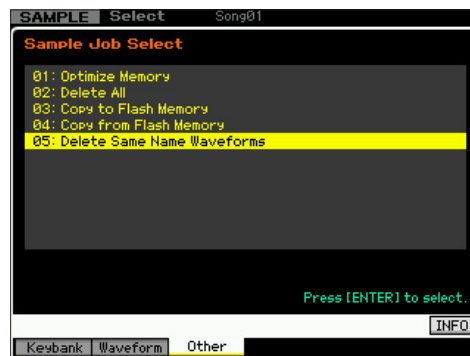 SAMPLE Select Song01
Sample Job Select
01: Optimize Memory
02: Delete All
03: Copy to Flash Memory
04: Copy from Flash Memory
05: Delete Same Name Waveforms
Press [ENTER] to select.
INFO
Keybank Waveform Other